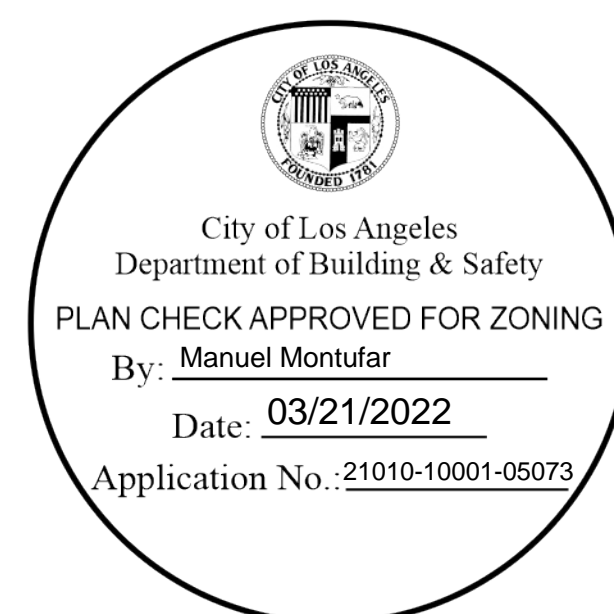 CITY OF LOS ANGELES
FOUNDED 1781
City of Los Angeles
Department of Building & Safety
PLAN CHECK APPROVED FOR ZONING
By: Manuel Montufar
Date: 03/21/2022
Application No.: 21010-10001-05073